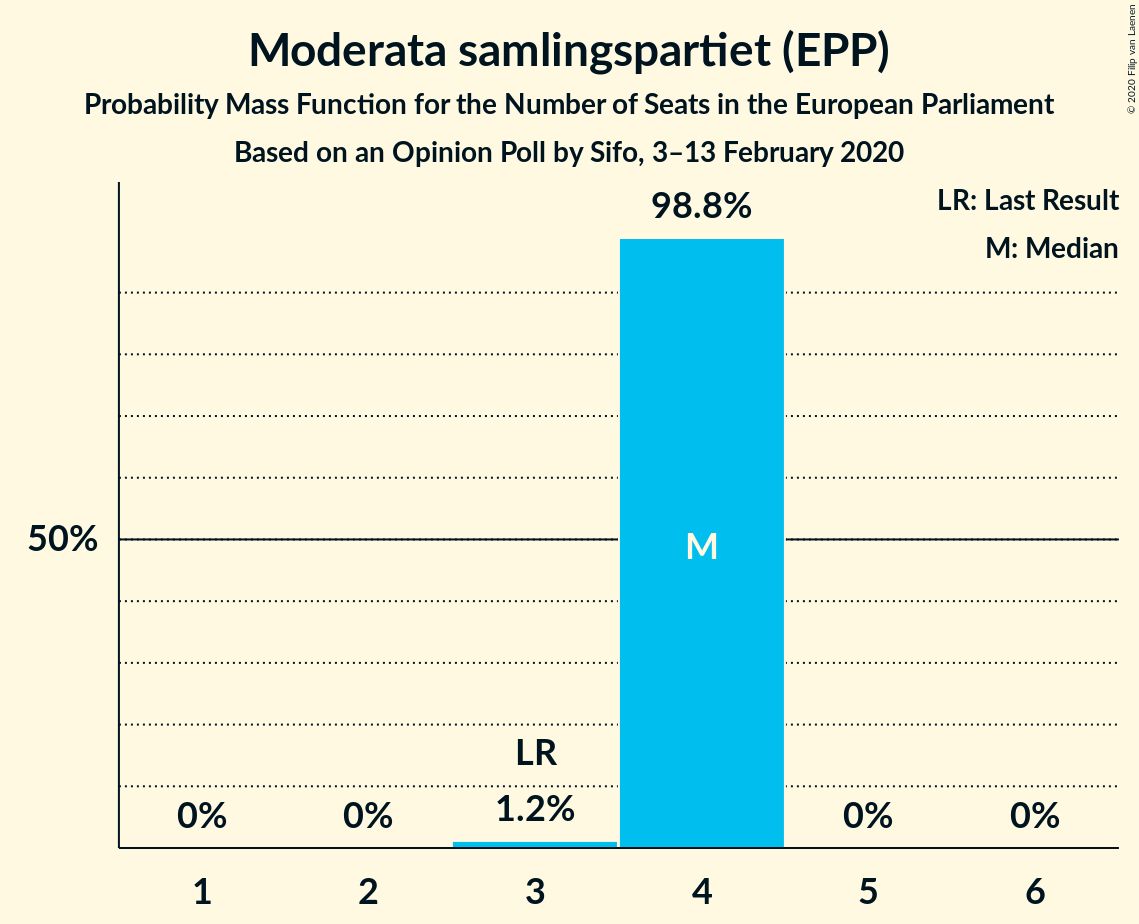 Moderata samlingspartiet (EPP)
Probability Mass Function for the Number of Seats in the European Parliament
Based on an Opinion Poll by Sifo, 3–13 February 2020
© 2020 Filip van Laenen
LR: Last Result
M: Median
98.8%
50%
M
LR
0%
0%
1.2%
0%
0%
1
2
3
4
5
6